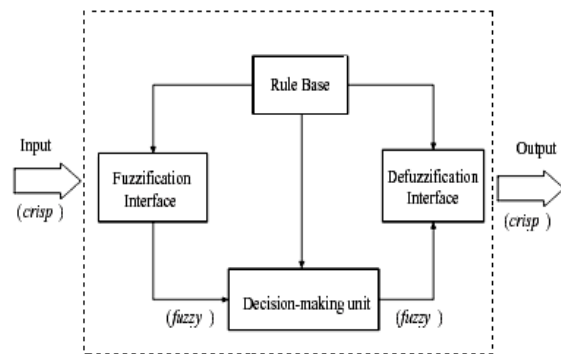 Rule Base
Input
(crisp )
Fuzzification
Interface
Defuzzification
Interface
Output
(crisp )
(fuzzy )
Decision-making unit
(fuzzy )